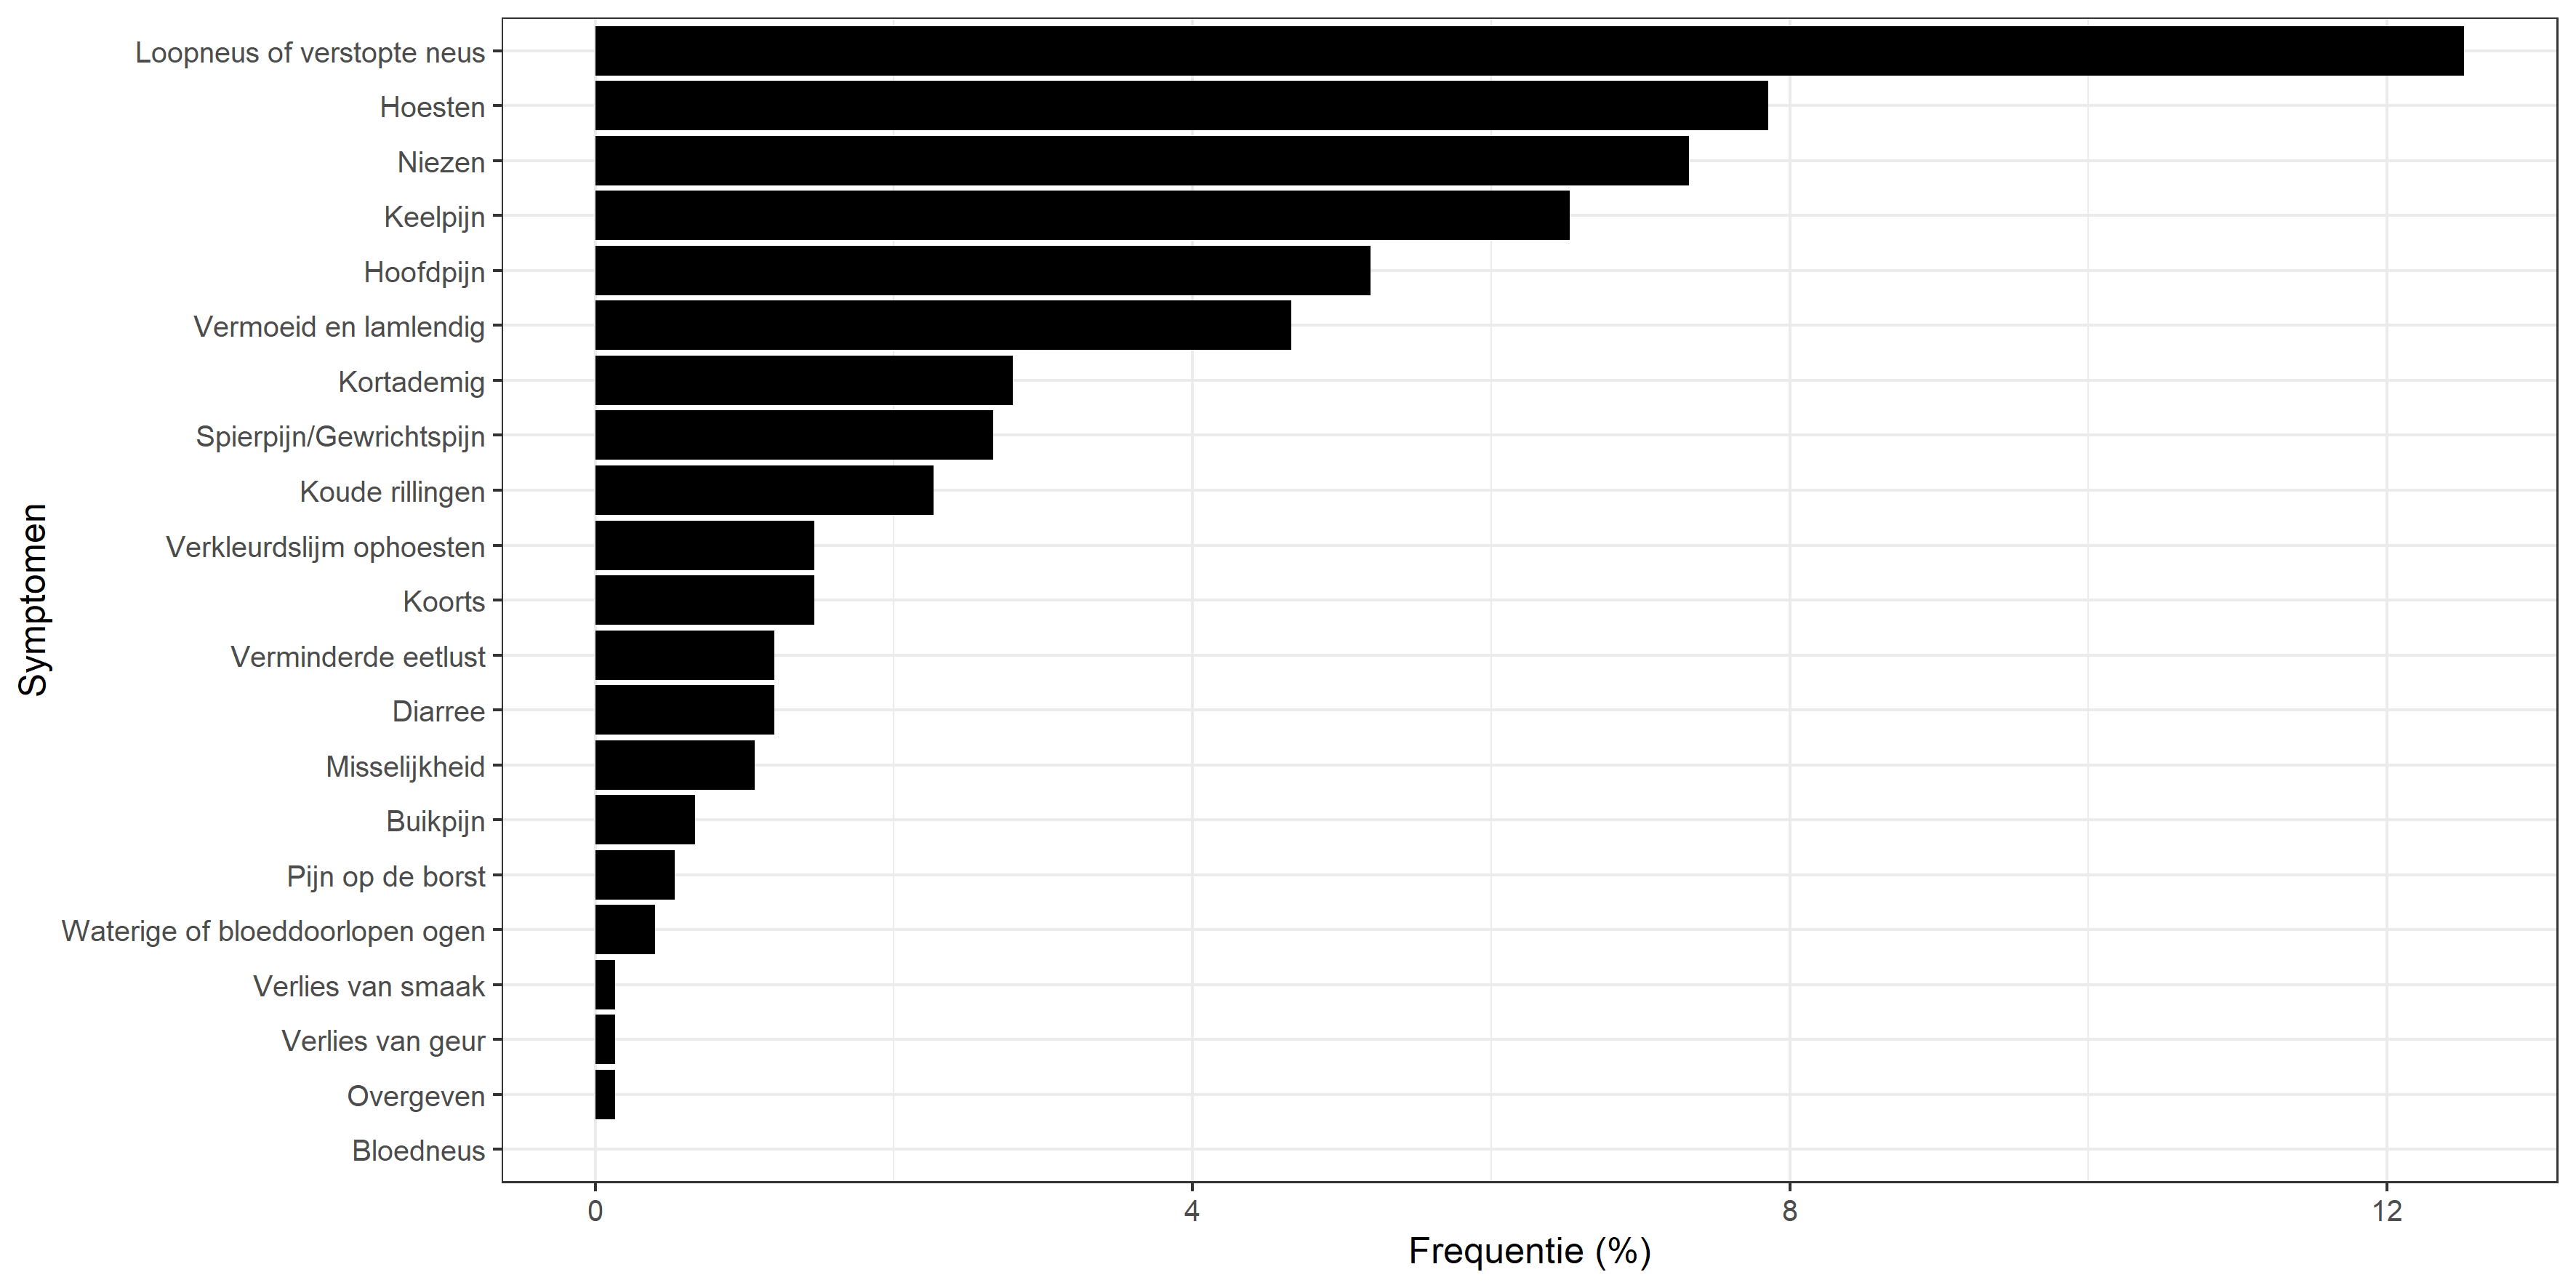 Loopneus of verstopte neus
Hoesten
Niezen
Keelpijn
Hoofdpijn
Vermoeid en lamlendig
Kortademig
Spierpijn/Gewrichtspijn
Koude rillingen
Verkleurdslijm ophoesten
Koorts
Verminderde eetlust
Diarree
Misselijkheid
Buikpijn
Pijn op de borst
Waterige of bloeddoorlopen ogen
Verlies van smaak
Verlies van geur
Overgeven
Bloedneus
Symptomen
0 4 8 12
Frequentie (%)